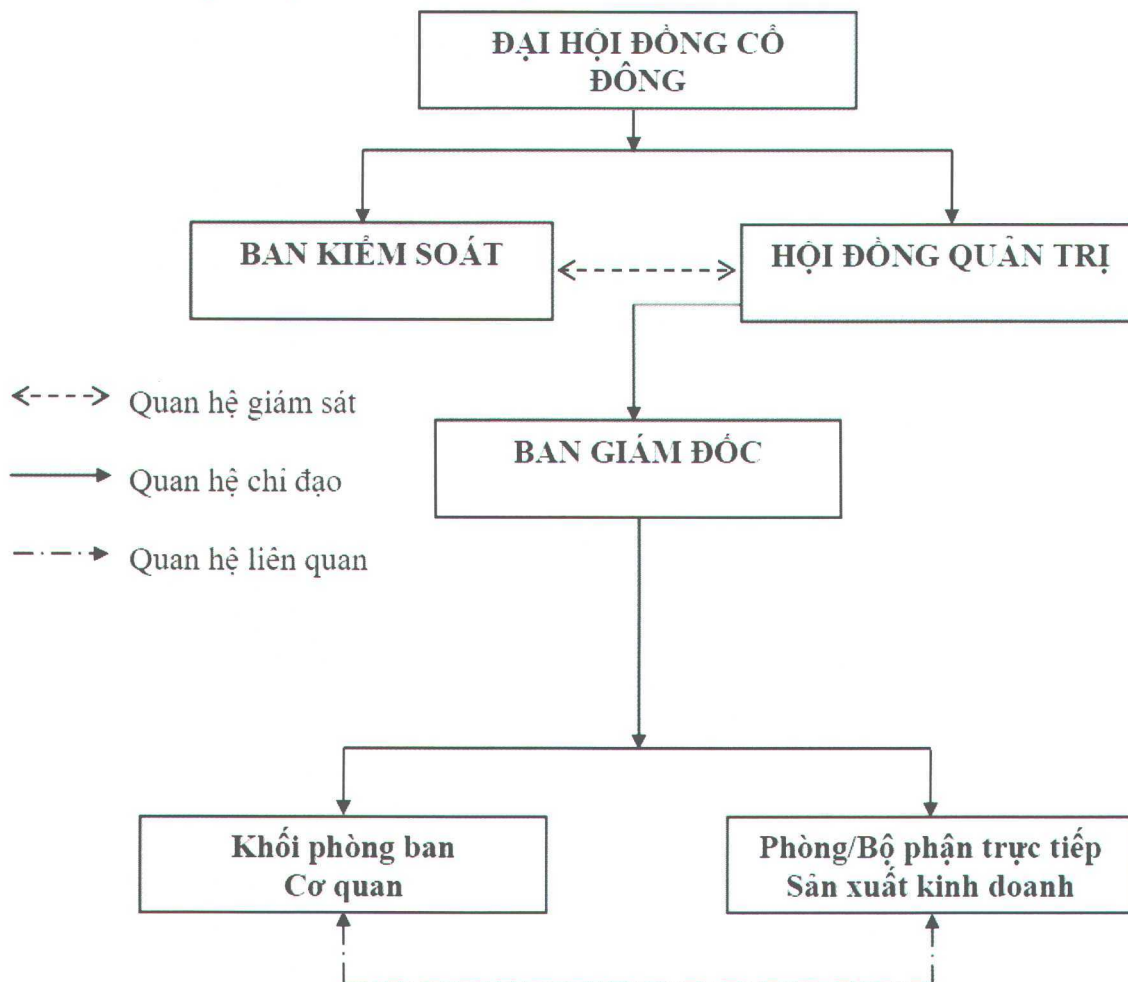 ĐẠI HỘI ĐỒNG CỔ
ĐÔNG
BAN KIỂM SOÁT
HỘI ĐỒNG QUẢN TRỊ
Quan hệ giám sát
BAN GIÁM ĐỐC
Quan hệ chỉ đạo
Quan hệ liên quan
Khối phòng ban
Cơ quan
Phòng/Bộ phận trực tiếp
Sản xuất kinh doanh